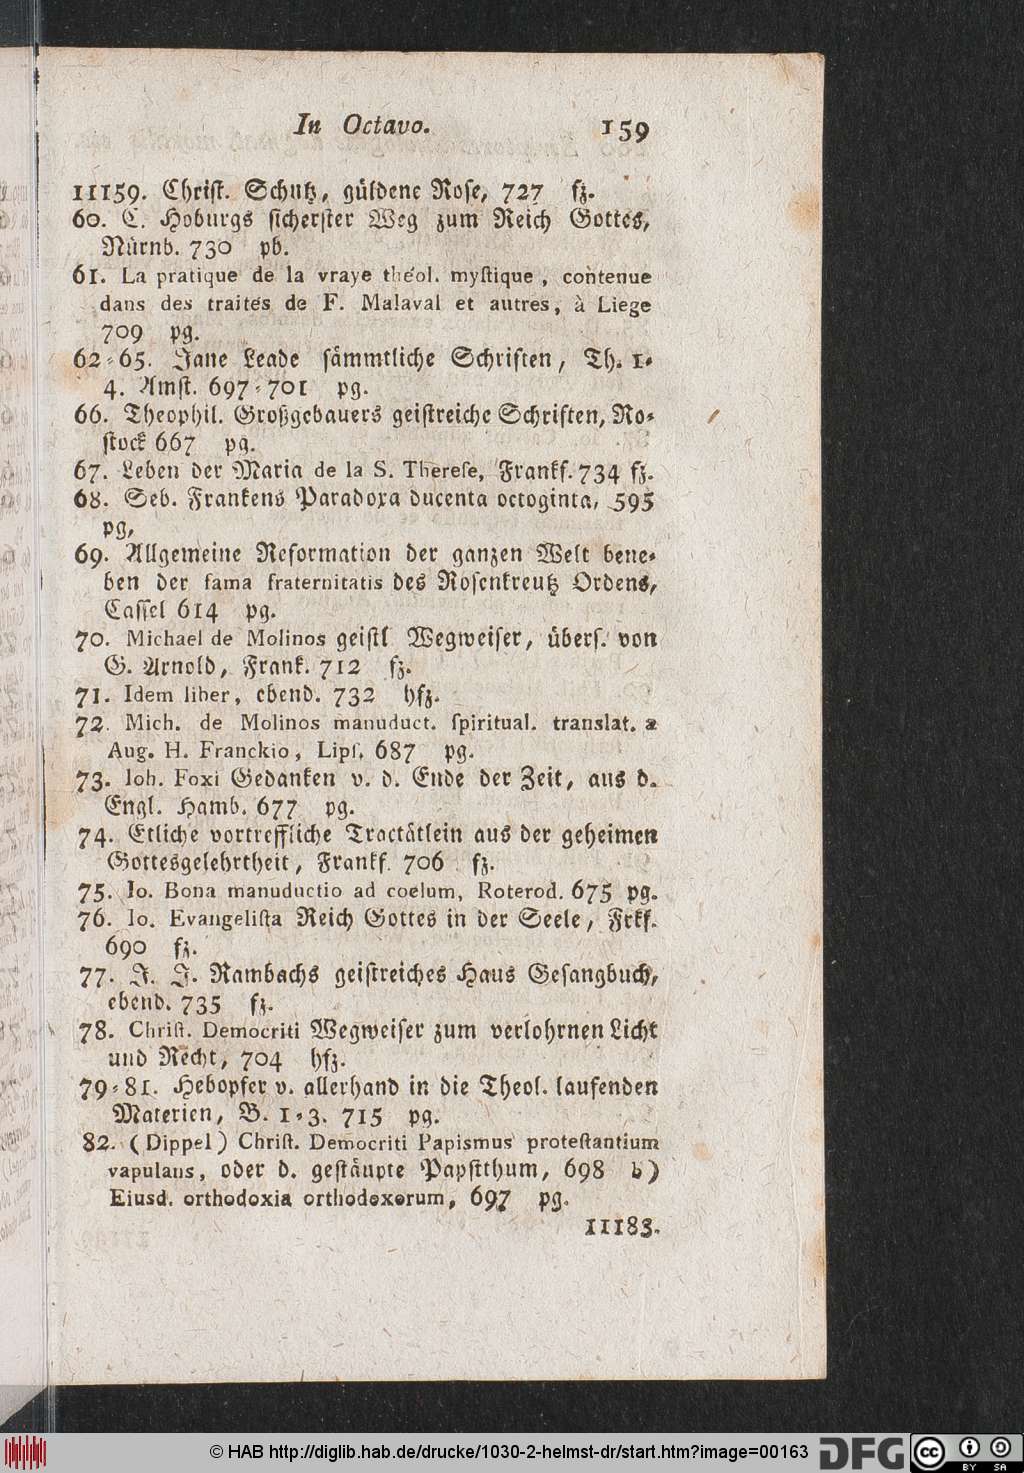 In Octavo. 159
11159. Christ. Schutz, güldene Rose, 727 fz.
60. C. Hoburgs sicherster Weg zum Reich Gottes,
Nürnb. 730 pb.
61. La pratique de la vraye théol. mystique, contenue
dans des traités de F. Malaval et autres, à Liege
709 pg.
62-65. Jane Leade sämmtliche Schriften, Th. 1-
4. Amst. 697-701 pg.
66. Theophil. Großgebauers geistreiche Schriften, Ro-
stock 667 pg.
67. Leben der Maria de la S. Therese, Frankf. 734 fz.
68. Seb. Frankens Paradoxa ducenta octoginta, 595
pg,
69. Allgemeine Reformation der ganzen Welt bene-
ben der fama fraternitatis des Rosenkreutz Ordens,
Cassel 614 pg.
70. Michael de Molinos geistl Wegweiser, übers. von
G. Arnold, Frank. 712 fz.
71. Idem liber, ebend. 732 hfz.
72. Mich. de Molinos manuduct. spiritual. translat. a
Aug. H. Franckio, Lips. 687 pg.
73. Joh. Foxi Gedanken v. d. Ende der Zeit, aus d.
Engl. Hamb. 677 pg.
74. Etliche vortreffliche Tractätlein aus der geheimen
Gottesgelehrtheit, Frankf. 706 fz.
75. Io. Bona manuductio ad coelum, Roterod. 675 pg.
76. Io. Evangelista Reich Gottes in der Seele, Frkf.
690 fz.
77. J. J. Rambachs geistreiches Haus Gesangbuch,
ebend. 735 fz.
78. Christ. Democriti Wegweiser zum verlohrnen Licht
und Recht, 704 hfz.
79-81. Hebopfer v. allerhand in die Theol. laufenden
Materien, B. 1-3. 715 pg.
82. (Dippel) Christ. Democriti Papismus protestantium
vapulans, oder d. gestäupte Papstthum, 698 b)
Eiusd. orthodoxia orthodoxorum, 697 pg.
11183.
© HAB http://diglib.hab.de/drucke/1030-2-helmst-dr/start.htm?image=00163 DFG cc BY SA